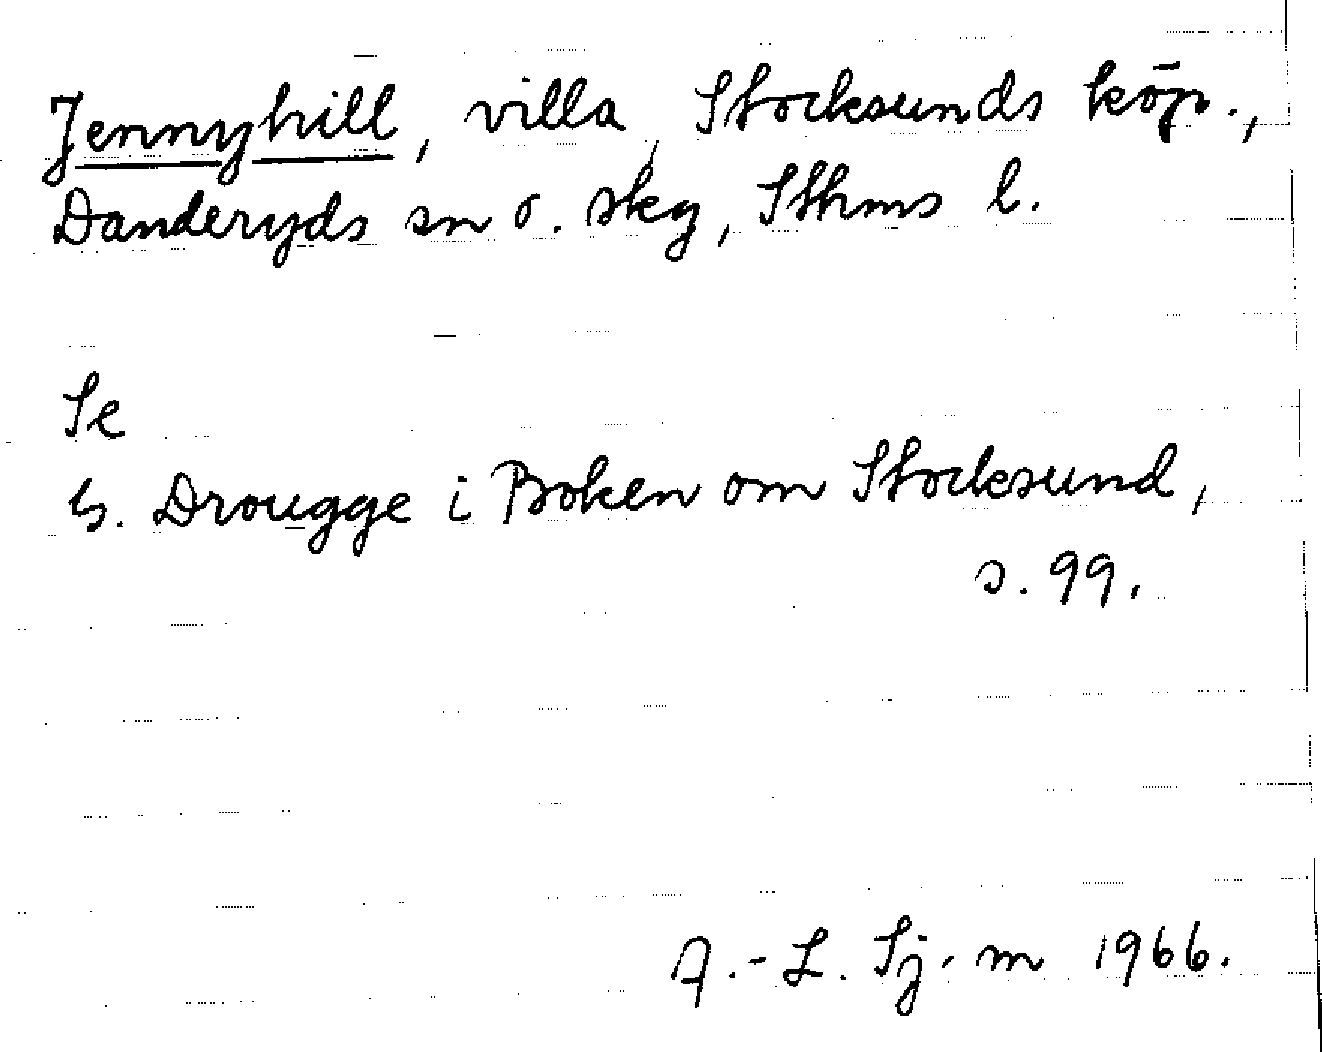 Jennyhill, villa, Stocksunds köp.,
Danderyds sn o. skg, Sthms l.
Se
G. Drougge i Boken om Stocksund,
s. 99.
A.-L. Sj.-m 1966.